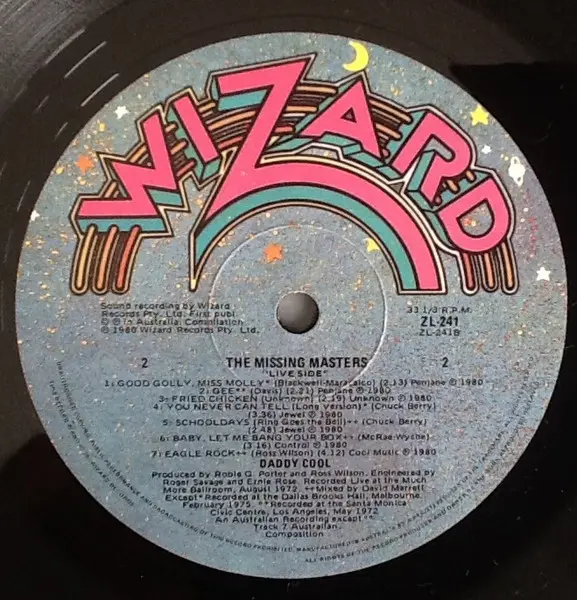 WIZARD
Sound recording by Wizard
Records Pty. Ltd. First publ
℗ © in Australia. Compilation
℗ 1980 Wizard Records Pty. Ltd.
33 1/3 R.P.M.
ZL-241
ZL-241B
2 THE MISSING MASTERS 2
"LIVE SIDE"
1: GOOD GOLLY, MISS MOLLY* (Blackwell-Maracalco) (2.13) Penjane ℗ 1980
2: GEE** (Davis) (2.21) Penjane ℗ 1980
3: FRIED CHICKEN (Unknown) (2.19) Unknown ℗ 1980
4: YOU NEVER CAN TELL (Long Version)* (Chuck Berry)
(3.36) Jewel ℗ 1980
5: SCHOOLDAYS (Ring Goes the Bell)++ (Chuck Berry)
(2.48) Jewel ℗ 1980
6: BABY, LET ME BANG YOUR BOX++ (McRae-Wyche)
(3.16) Control ℗ 1980
7: EAGLE ROCK++ (Ross Wilson) (4.12) Cool Music ℗ 1980
DADDY COOL
Produced by Robie G. Porter and Ross Wilson. Engineered by
Roger Savage and Ernie Rose. Recorded Live at the Much
More Ballroom, August 1972. ++Mixed by David Marrett
Except* Recorded at the Dallas Brooks Hall, Melbourne.
February 1975. **Recorded at the Santa Monica
Civic Centre, Los Angeles, May 1972
An Australian Recording except**
Track 7 Australian.
Composition